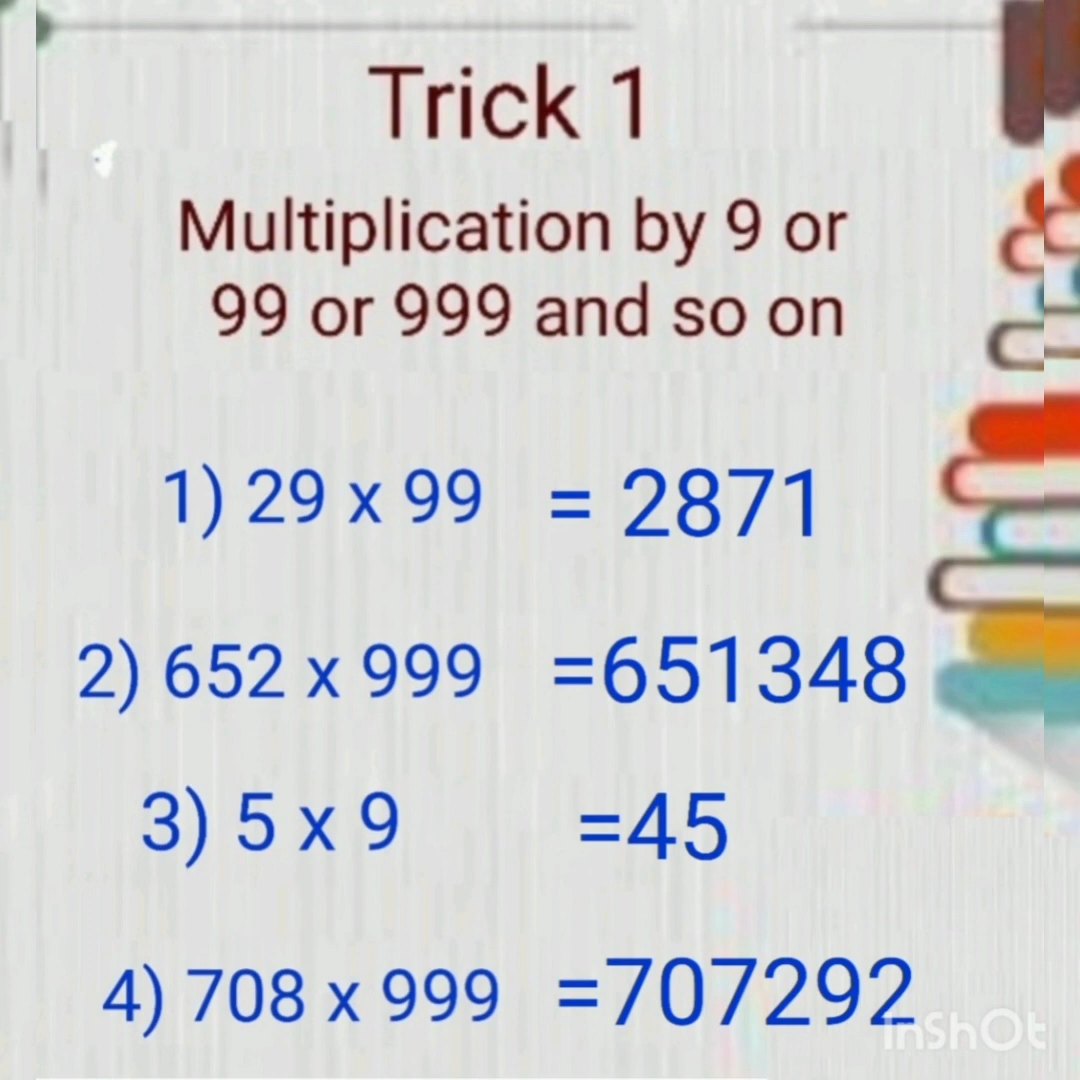 Trick 1
Multiplication by 9 or
99 or 999 and so on
1) 29 x 99 = 2871
2) 652 x 999 =651348
3) 5 x 9 =45
4) 708 x 999 =707292
InShOt